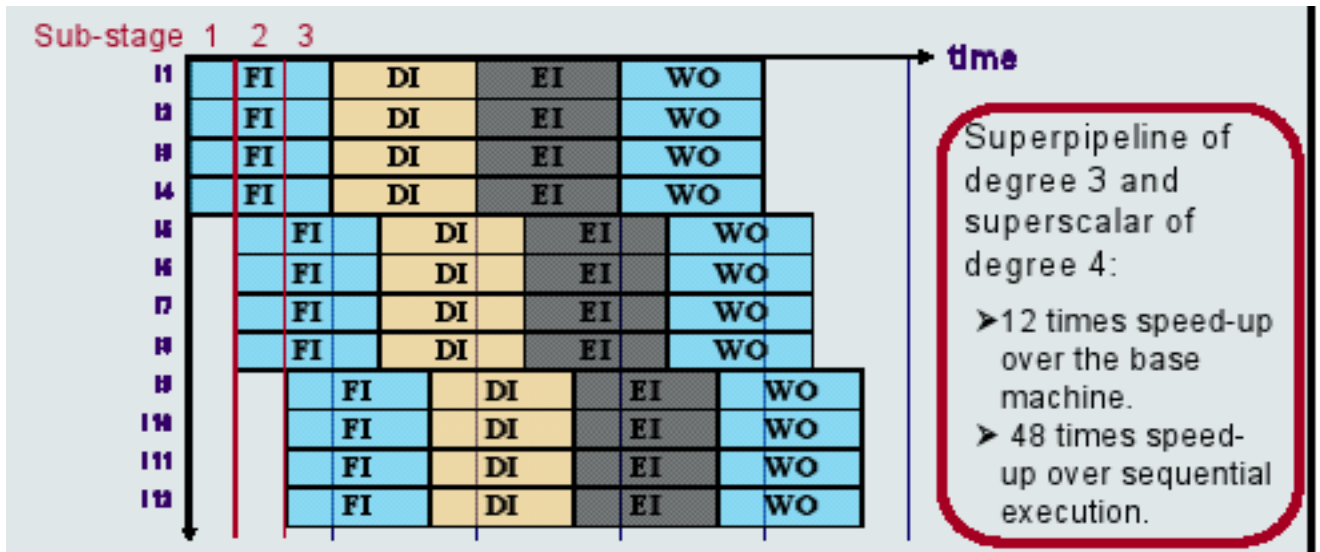 Sub-stage 1 2 3
time
I1 FI DI EI WO
I2 FI DI EI WO
I3 FI DI EI WO
I4 FI DI EI WO
I5 FI DI EI WO
I6 FI DI EI WO
I7 FI DI EI WO
I8 FI DI EI WO
I9 FI DI EI WO
I10 FI DI EI WO
I11 FI DI EI WO
I12 FI DI EI WO
Superpipeline of
degree 3 and
superscalar of
degree 4:
➤12 times speed-up
over the base
machine.
➤ 48 times speed-
up over sequential
execution.